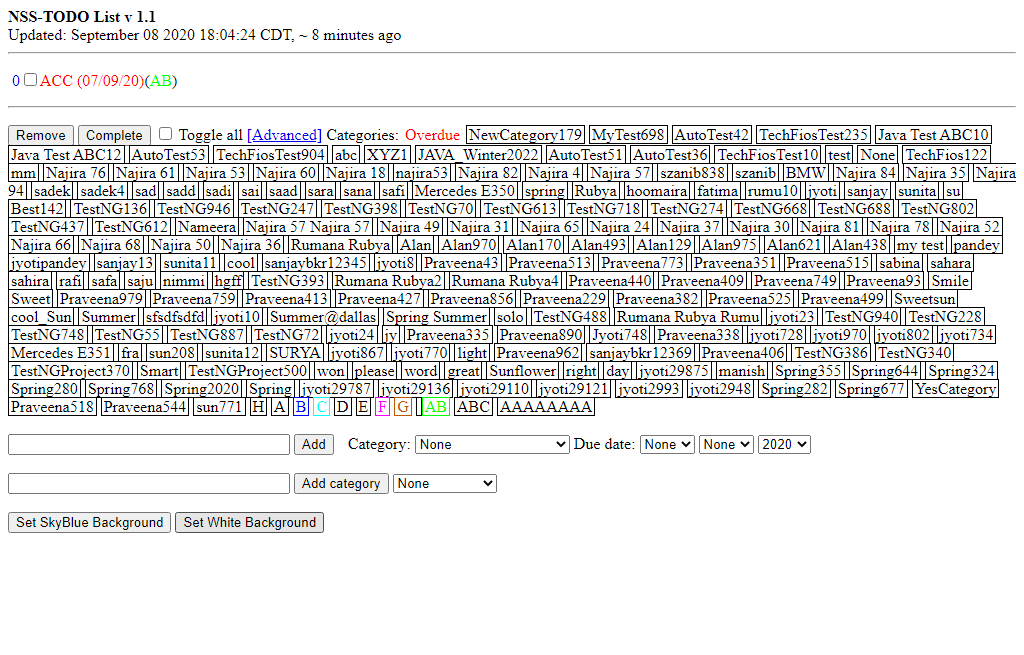 NSS-TODO List v 1.1
Updated: September 08 2020 18:04:24 CDT, ~ 8 minutes ago
0 ACC (07/09/20)(AB)
Remove Complete Toggle all [Advanced] Categories: Overdue NewCategory179 MyTest698 AutoTest42 TechFiosTest235 Java Test ABC10
Java Test ABC12 AutoTest53 TechFiosTest904 abc XYZ1 JAVA_Winter2022 AutoTest51 AutoTest36 TechFiosTest10 test None TechFios122
mm Najira 76 Najira 61 Najira 53 Najira 60 Najira 18 najira53 Najira 82 Najira 4 Najira 57 szanib838 szanib BMW Najira 84 Najira 35 Najira
94 sadek sadek4 sad sadd sadi sai saad sara sana safi Mercedes E350 spring Rubya hoomaira fatima rumu10 jyoti sanjay sunita su
Best142 TestNG136 TestNG946 TestNG247 TestNG398 TestNG70 TestNG613 TestNG718 TestNG274 TestNG668 TestNG688 TestNG802
TestNG437 TestNG612 Nameera Najira 57 Najira 57 Najira 49 Najira 31 Najira 65 Najira 24 Najira 37 Najira 30 Najira 81 Najira 78 Najira 52
Najira 66 Najira 68 Najira 50 Najira 36 Rumana Rubya Alan Alan970 Alan170 Alan493 Alan129 Alan975 Alan621 Alan438 my test pandey
jyotipandey sanjay13 sunita11 cool sanjaybkr12345 jyoti8 Praveena43 Praveena513 Praveena773 Praveena351 Praveena515 sabina sahara
sahira rafi safa saju nimmi hgff TestNG393 Rumana Rubya2 Rumana Rubya4 Praveena440 Praveena409 Praveena749 Praveena93 Smile
Sweet Praveena979 Praveena759 Praveena413 Praveena427 Praveena856 Praveena229 Praveena382 Praveena525 Praveena499 Sweetsun
cool_Sun Summer sfsdfsdfd jyoti10 Summer@dallas Spring Summer solo TestNG488 Rumana Rubya Rumu jyoti23 TestNG940 TestNG228
TestNG748 TestNG55 TestNG887 TestNG72 jyoti24 jy Praveena335 Praveena890 Jyoti748 Praveena338 jyoti728 jyoti970 jyoti802 jyoti734
Mercedes E351 fra sun208 sunita12 SURYA jyoti867 jyoti770 light Praveena962 sanjaybkr12369 Praveena406 TestNG386 TestNG340
TestNGProject370 Smart TestNGProject500 won please word great Sunflower right day jyoti29875 manish Spring355 Spring644 Spring324
Spring280 Spring768 Spring2020 Spring jyoti29787 jyoti29136 jyoti29110 jyoti29121 jyoti2993 jyoti2948 Spring282 Spring677 YesCategory
Praveena518 Praveena544 sun771 H A B C D E F G AB ABC AAAAAAAA
Add Category: None Due date: None None 2020
Add category None
Set SkyBlue Background Set White Background